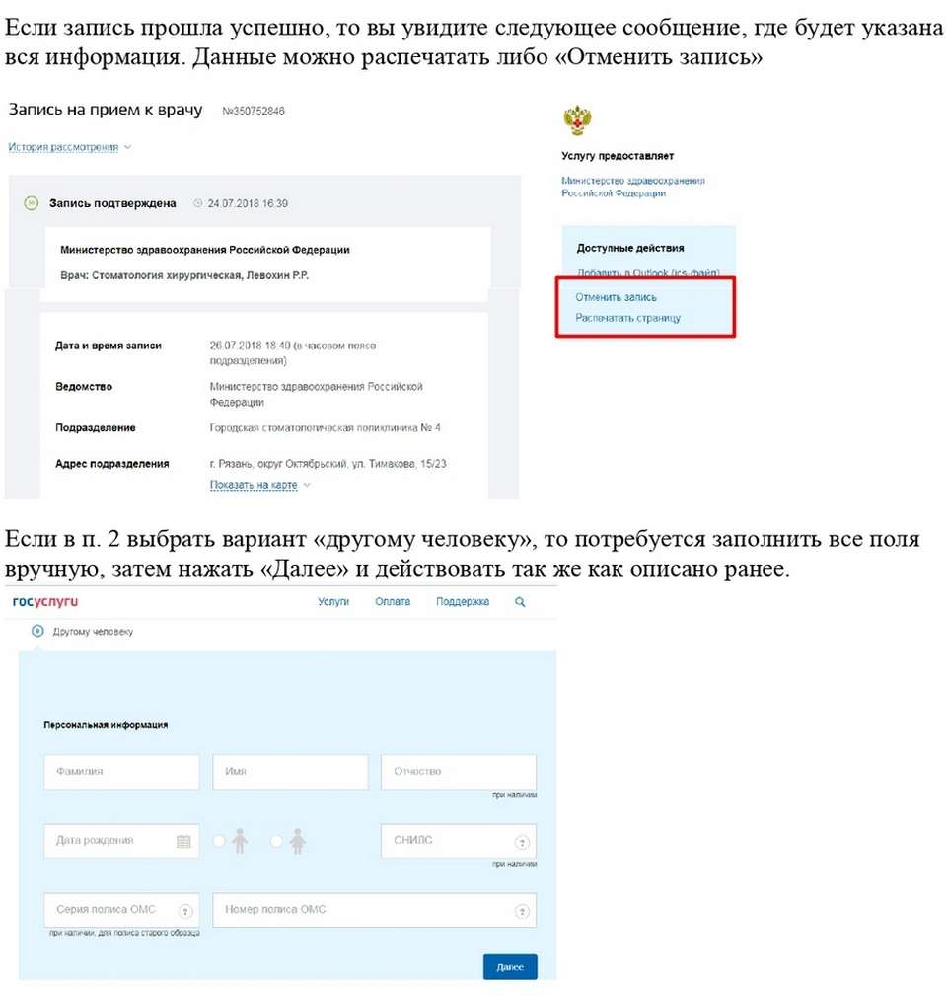 Если запись прошла успешно, то вы увидите следующее сообщение, где будет указана
вся информация. Данные можно распечатать либо «Отменить запись»
Запись на прием к врачу №350752846
История рассмотрения
Запись подтверждена 24.07.2018 16:39
Министерство здравоохранения Российской Федерации
Врач: Стоматология хирургическая, Левохин Р.Р.
Дата и время записи 26.07.2018 18:40 (в часовом поясе
подразделения)
Ведомство Министерство здравоохранения Российской
Федерации
Подразделение Городская стоматологическая поликлиника № 4
Адрес подразделения г. Рязань, округ Октябрьский, ул. Тимакова, 15/23
Показать на карте
Услугу предоставляет
Министерство здравоохранения
Российской Федерации
Доступные действия
Добавить в Outlook (ics-файл)
Отменить запись
Распечатать страницу
Если в п. 2 выбрать вариант «другому человеку», то потребуется заполнить все поля
вручную, затем нажать «Далее» и действовать так же как описано ранее.
госуслуги Услуги Оплата Поддержка
Другому человеку
Персональная информация
Фамилия Имя Отчество
при наличии
Дата рождения СНИЛС ?
при наличии
Серия полиса ОМС ? Номер полиса ОМС ?
при наличии, для полиса старого образца
Далее